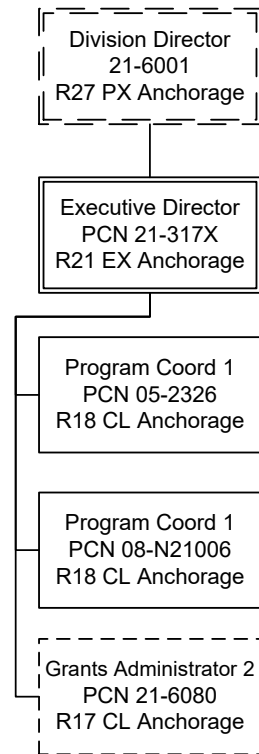 Division Director
21-6001
R27 PX Anchorage
Executive Director
PCN 21-317X
R21 EX Anchorage
Program Coord 1
PCN 05-2326
R18 CL Anchorage
Program Coord 1
PCN 08-N21006
R18 CL Anchorage
Grants Administrator 2
PCN 21-6080
R17 CL Anchorage